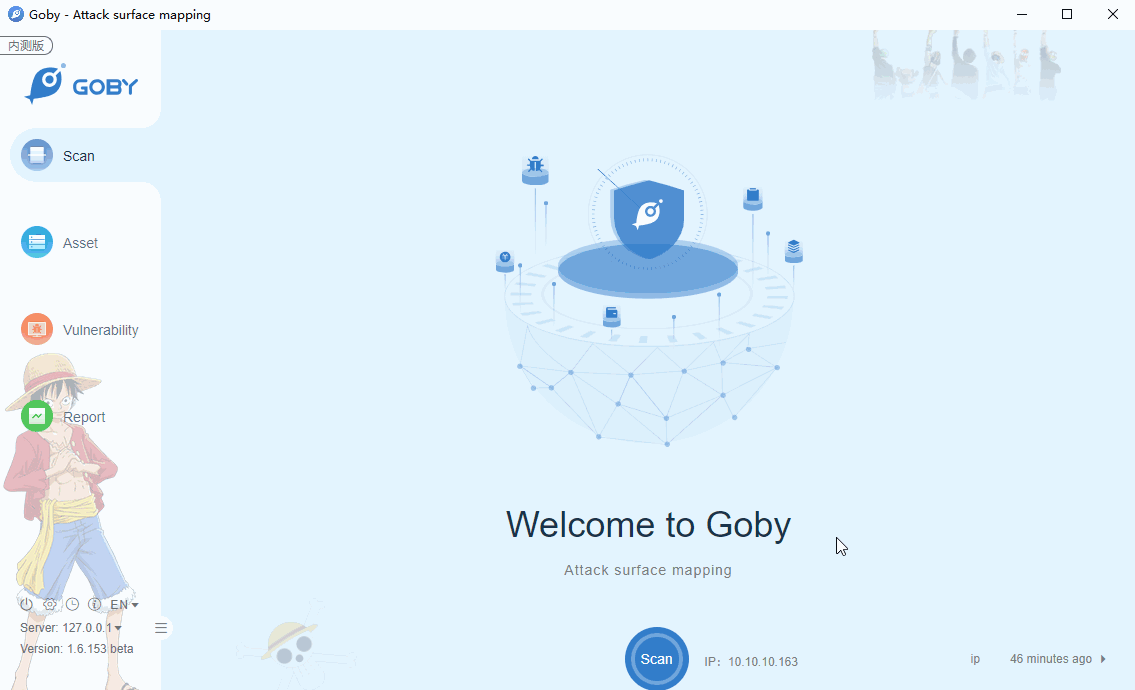 Goby - Attack surface mapping
内测版
GOBY
Scan
Asset
Vulnerability
Report
EN
Server: 127.0.0.1
Version: 1.6.153 beta
Welcome to Goby
Attack surface mapping
Scan
IP: 10.10.10.163
ip
46 minutes ago